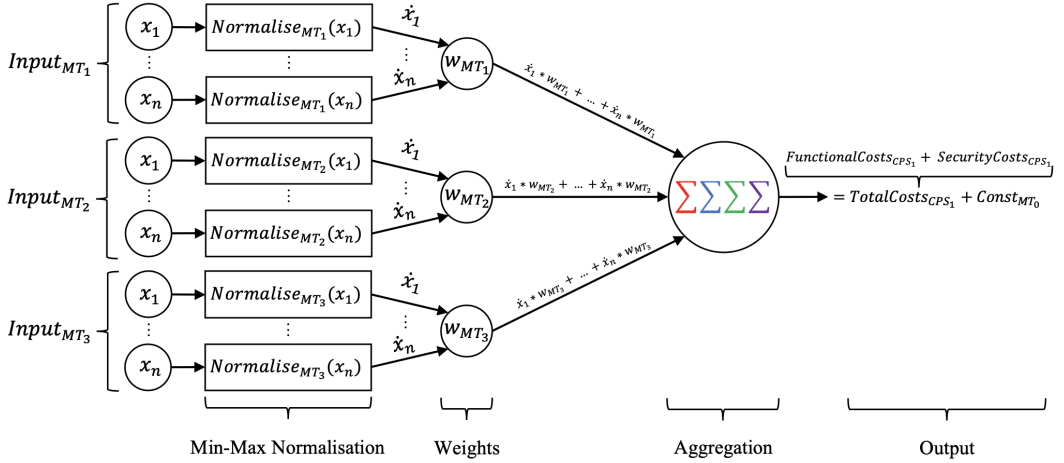 Input_{MT_1}
x_1
⋮
x_n
Normalise_{MT_1}(x_1)
⋮
Normalise_{MT_1}(x_n)
ẋ_1
⋮
ẋ_n
w_{MT_1}
ẋ_1 * w_{MT_1} + ... + ẋ_n * w_{MT_1}
Input_{MT_2}
x_1
⋮
x_n
Normalise_{MT_2}(x_1)
⋮
Normalise_{MT_2}(x_n)
ẋ_1
⋮
ẋ_n
w_{MT_2}
ẋ_1 * w_{MT_2} + ... + ẋ_n * w_{MT_2}
Input_{MT_3}
x_1
⋮
x_n
Normalise_{MT_3}(x_1)
⋮
Normalise_{MT_3}(x_n)
ẋ_1
⋮
ẋ_n
w_{MT_3}
ẋ_1 * w_{MT_3} + ... + ẋ_n * w_{MT_3}
∑∑∑∑
FunctionalCosts_{CPS_1} + SecurityCosts_{CPS_1}
= TotalCosts_{CPS_1} + Const_{MT_0}
Min-Max Normalisation
Weights
Aggregation
Output